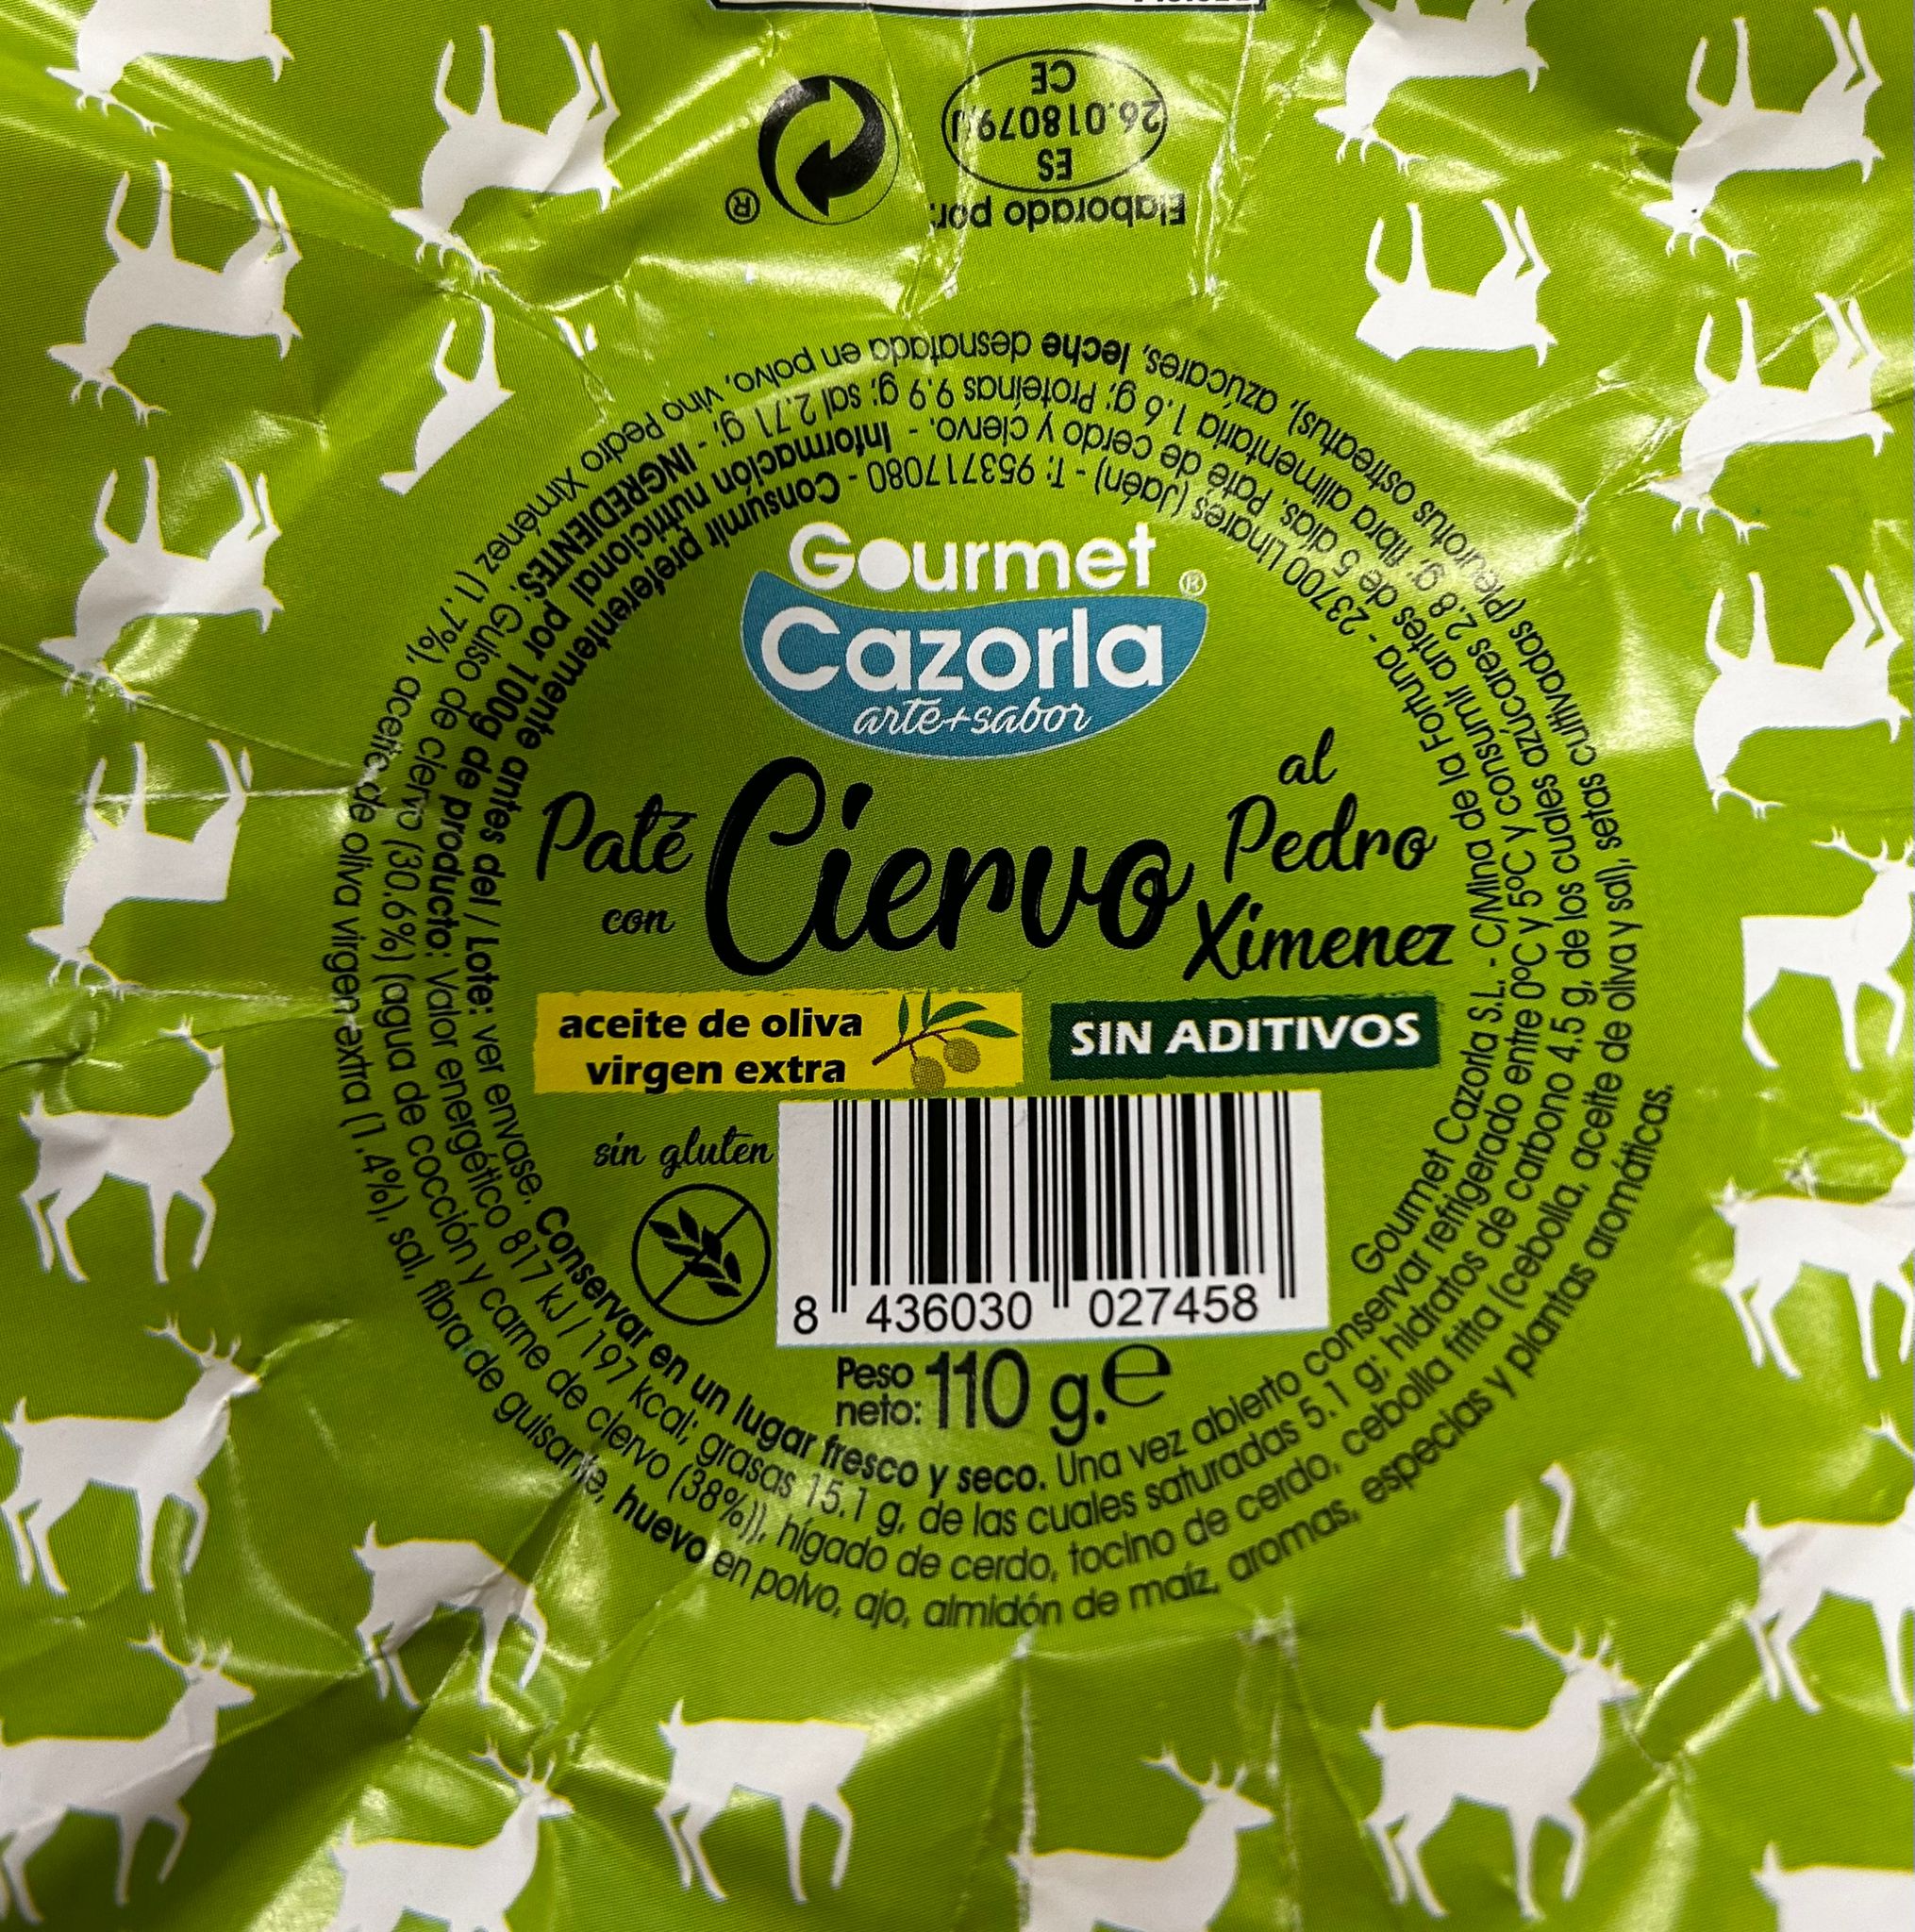 Elaborado por:
ES
26.018079/J
CE
®
Gourmet ®
Cazorla
arte+sabor
Paté
con
Ciervo
al
Pedro
Ximenez
aceite de oliva
virgen extra
SIN ADITIVOS
sin gluten
8 436030 027458
Peso
neto: 110 g. e
Gourmet Cazorla S.L. - C/Mina de la Fortuna - 23700 Linares (Jaén) - T: 953717080 - Consúmir preferentemente antes del / Lote: ver envase. Conservar en un lugar fresco y seco. Una vez abierto conservar refigerado entre 0ºC y 5ºC y consumir antes de 5 días. Paté de cerdo y ciervo. - Información nutricional por 100g de producto: Valor energético 817 kJ / 197 kcal; grasas 15.1 g, de las cuales saturadas 5.1 g; hidratos de carbono 4.5 g, de los cuales azúcares 2.8 g, fibra alimentaria 1.6 g; Proteínas 9.9 g; sal 2.71 g; - INGREDIENTES: Guiso de ciervo (30.6%) (agua de cocción y carne de ciervo (38%)), hígado de cerdo, tocino de cerdo, cebolla frita (cebolla, aceite de oliva y sal), setas cultivadas (Pleurotus ostreatus), azúcares, leche desnatada en polvo, vino Pedro Ximénez (1.7%), aceite de oliva virgen extra (1.4%), sal, fibra de guisante, huevo en polvo, ajo, almidón de maíz, aromas, especias y plantas aromáticas.